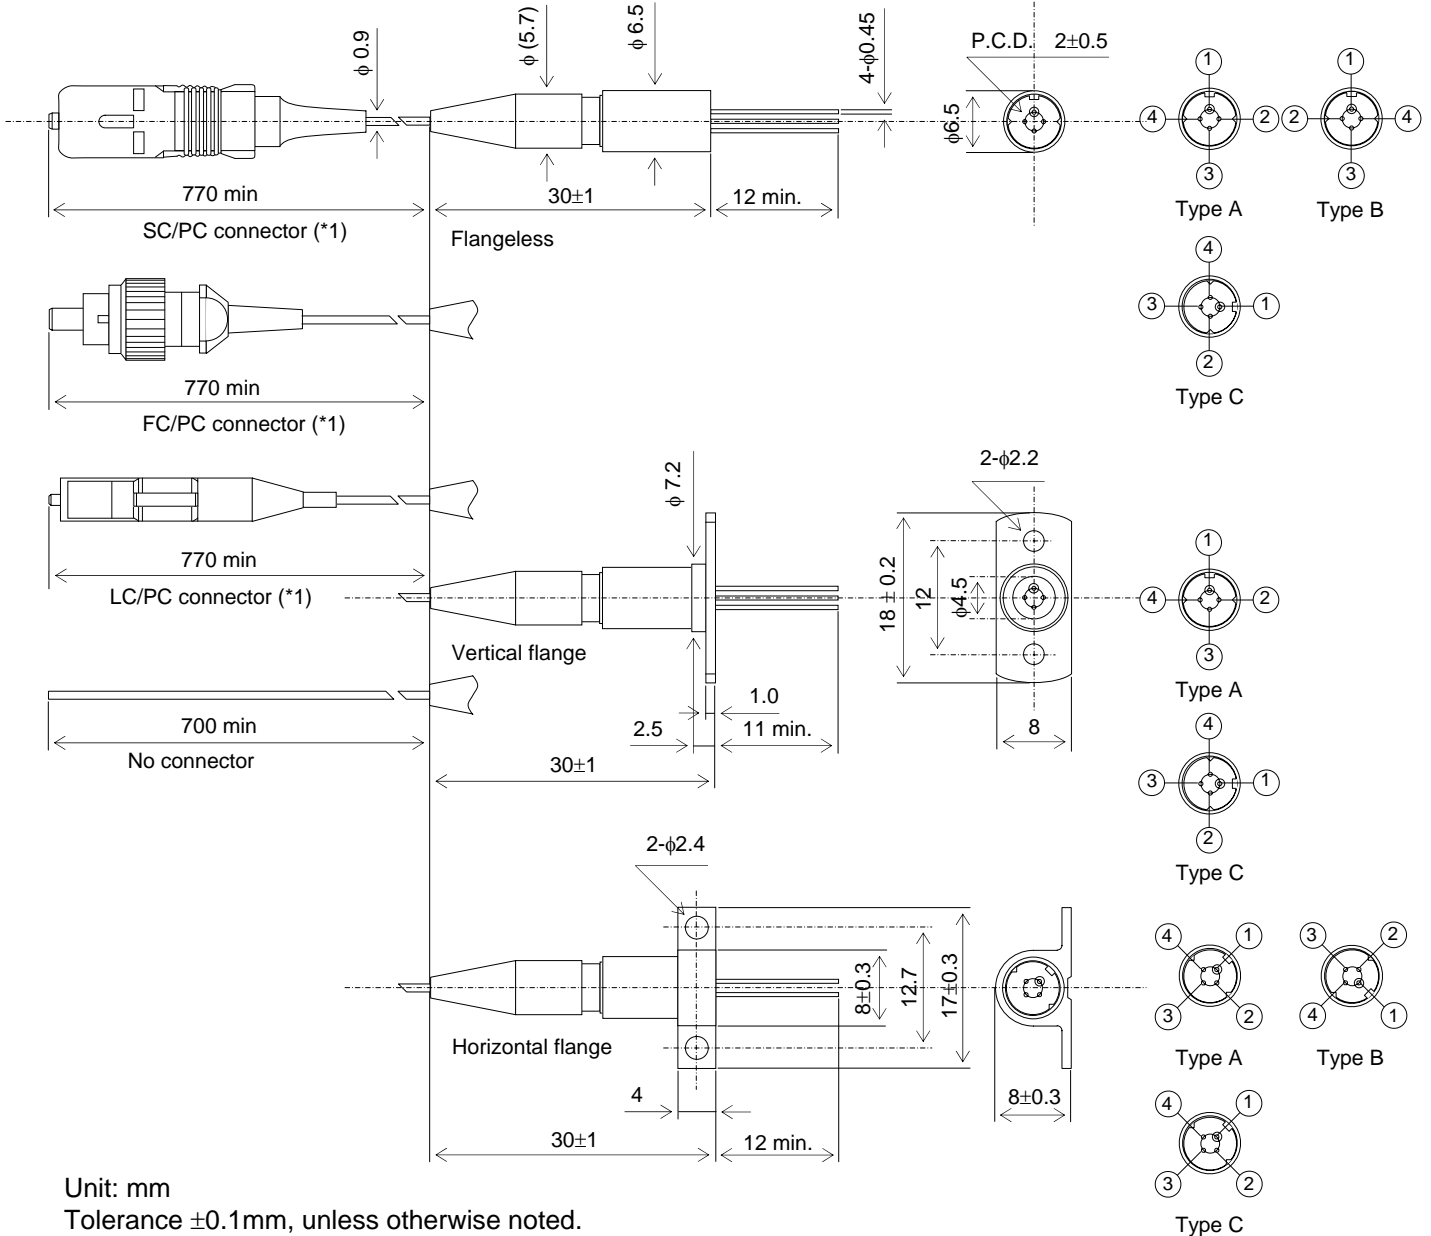 ϕ 0.9
ϕ (5.7)
ϕ 6.5
4-ϕ0.45
P.C.D. 2±0.5
ϕ6.5
770 min
SC/PC connector (*1)
30±1
Flangeless
12 min.
1
4
2
3
Type A
1
2
4
3
Type B
4
3
1
2
Type C
770 min
FC/PC connector (*1)
770 min
LC/PC connector (*1)
ϕ 7.2
Vertical flange
2-ϕ2.2
18 ± 0.2
12
ϕ4.5
1.0
2.5
11 min.
30±1
8
1
4
2
3
Type A
4
3
1
2
Type C
700 min
No connector
2-ϕ2.4
8±0.3
12.7
17±0.3
Horizontal flange
4
30±1
12 min.
8±0.3
4
1
3
2
Type A
3
2
4
1
Type B
4
1
3
2
Type C
Unit: mm
Tolerance ±0.1mm, unless otherwise noted.